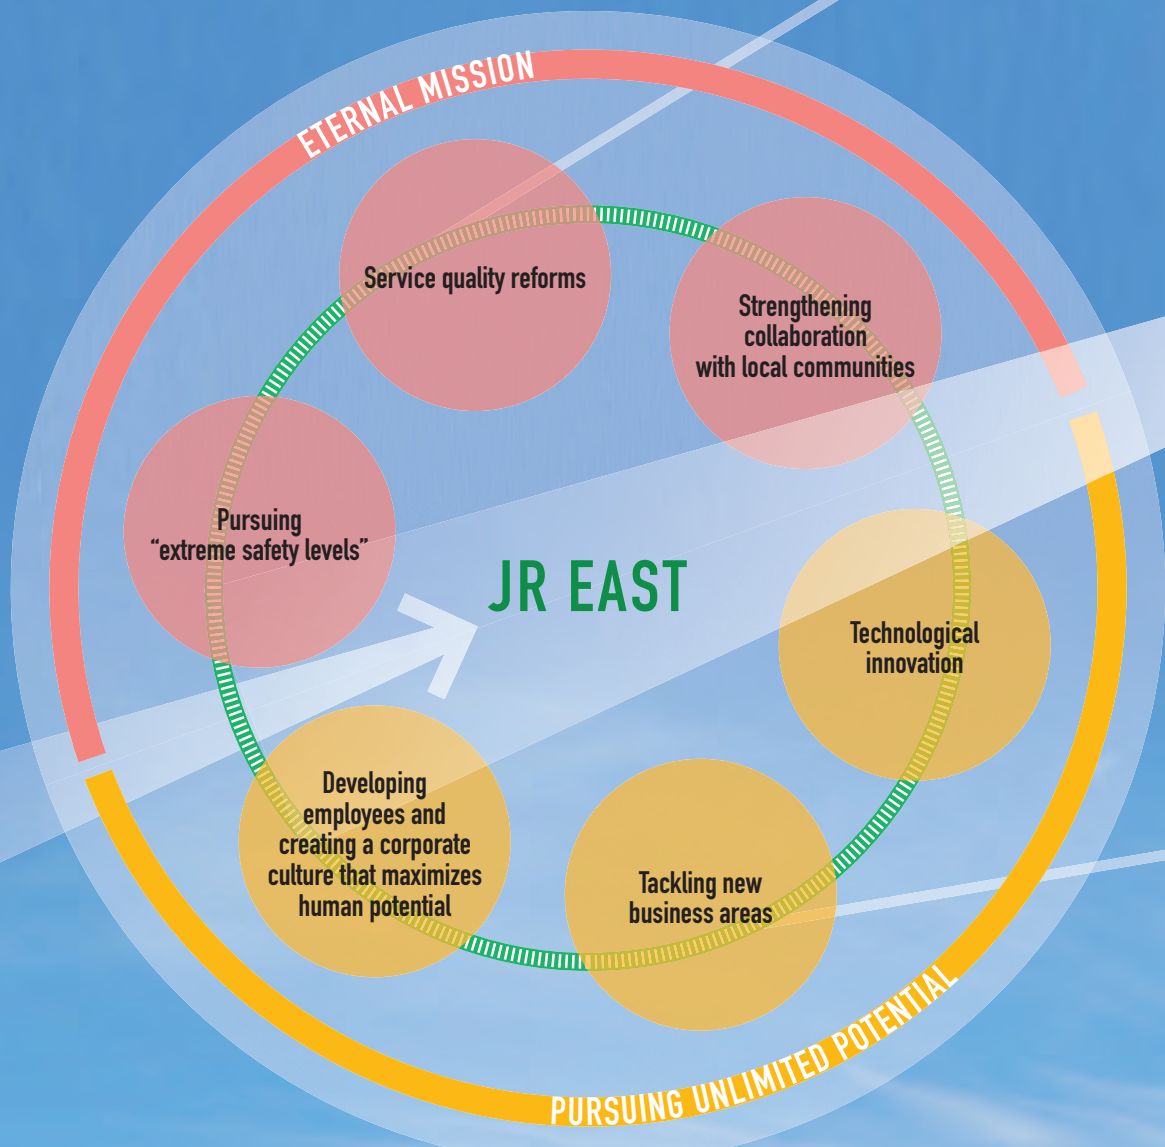 ETERNAL MISSION
Service quality reforms
Strengthening
collaboration
with local communities
Pursuing
“extreme safety levels”
JR EAST
Technological
innovation
Developing
employees and
creating a corporate
culture that maximizes
human potential
Tackling new
business areas
PURSUING UNLIMITED POTENTIAL